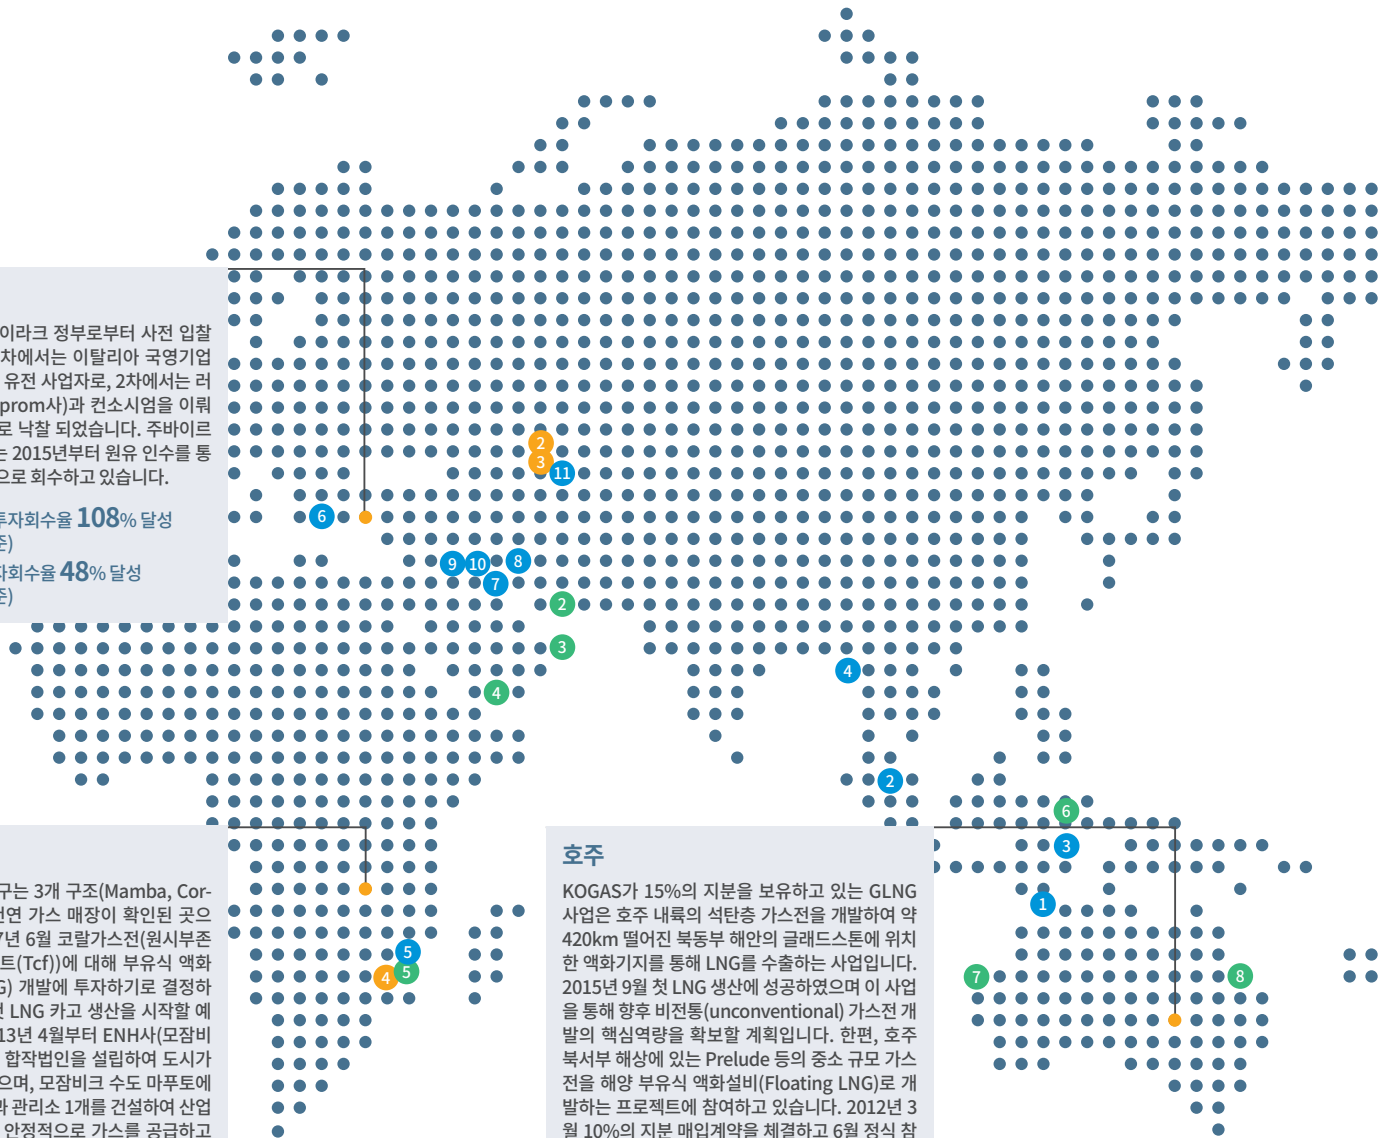 이라크 정부로부터 사전 입찰
차에서는 이탈리아 국영기업
유전 사업자로, 2차에서는 러
prom사)과 컨소시엄을 이뤄
로 낙찰 되었습니다. 주바이르
는 2015년부터 원유 인수를 통
으로 회수하고 있습니다.
투자회수율 108% 달성
준)
자회수율 48% 달성
준)
2
3
11
6
9
10
8
7
2
3
4
4
2
6
3
1
5
4
5
7
8
구는 3개 구조(Mamba, Cor-
천연 가스 매장이 확인된 곳으
7년 6월 코랄가스전(원시부존
트(Tcf))에 대해 부유식 액화
G) 개발에 투자하기로 결정하
첫 LNG 카고 생산을 시작할 예
13년 4월부터 ENH사(모잠비
합작법인을 설립하여 도시가
으며, 모잠비크 수도 마푸토에
과 관리소 1개를 건설하여 산업
안정적으로 가스를 공급하고
호주
KOGAS가 15%의 지분을 보유하고 있는 GLNG
사업은 호주 내륙의 석탄층 가스전을 개발하여 약
420km 떨어진 북동부 해안의 글래드스톤에 위치
한 액화기지를 통해 LNG를 수출하는 사업입니다.
2015년 9월 첫 LNG 생산에 성공하였으며 이 사업
을 통해 향후 비전통(unconventional) 가스전 개
발의 핵심역량을 확보할 계획입니다. 한편, 호주
북서부 해상에 있는 Prelude 등의 중소 규모 가스
전을 해양 부유식 액화설비(Floating LNG)로 개
발하는 프로젝트에 참여하고 있습니다. 2012년 3
월 10%의 지분 매입계약을 체결하고 6월 정식 참